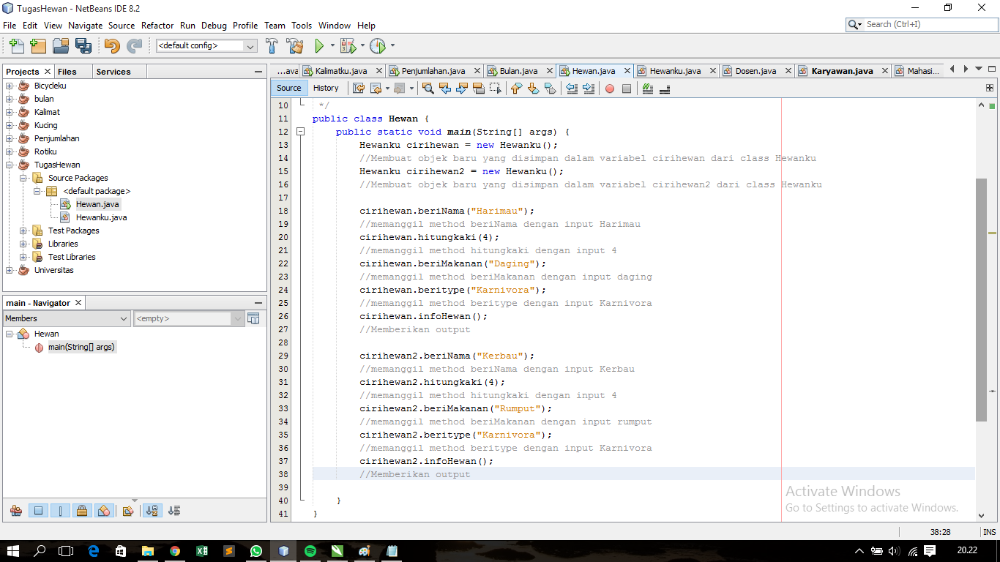 TugasHewan - NetBeans IDE 8.2
File Edit View Navigate Source Refactor Run Debug Profile Team Tools Window Help
Search (Ctrl+I)
<default config>
Projects Files Services
Bicydeku
bulan
Kalimat
Kucing
Penjumlahan
Rotiku
TugasHewan
Source Packages
<default package>
Hewan.java
Hewanku.java
Test Packages
Libraries
Test Libraries
Universitas
main - Navigator
Members
<empty>
Hewan
main(String[] args)
...ava Kalimatku.java Penjumlahan.java Bulan.java Hewan.java Hewanku.java Dosen.java Karyawan.java Mahasi...
Source History
10 */
11 public class Hewan {
12 public static void main(String[] args) {
13 Hewanku cirihewan = new Hewanku();
14 //Membuat objek baru yang disimpan dalam variabel cirihewan dari class Hewanku
15 Hewanku cirihewan2 = new Hewanku();
16 //Membuat objek baru yang disimpan dalam variabel cirihewan2 dari class Hewanku
17
18 cirihewan.beriNama("Harimau");
19 //memanggil method beriNama dengan input Harimau
20 cirihewan.hitungkaki(4);
21 //memanggil method hitungkaki dengan input 4
22 cirihewan.beriMakanan("Daging");
23 //memanggil method beriMakanan dengan input daging
24 cirihewan.beritype("Karnivora");
25 //memanggil method beritype dengan input Karnivora
26 cirihewan.infoHewan();
27 //Memberikan output
28
29 cirihewan2.beriNama("Kerbau");
30 //memanggil method beriNama dengan input Kerbau
31 cirihewan2.hitungkaki(4);
32 //memanggil method hitungkaki dengan input 4
33 cirihewan2.beriMakanan("Rumput");
34 //memanggil method beriMakanan dengan input rumput
35 cirihewan2.beritype("Karnivora");
36 //memanggil method beritype dengan input Karnivora
37 cirihewan2.infoHewan();
38 //Memberikan output
39
40 }
41 }
Activate Windows
Go to Settings to activate Windows.
38:28 INS
20.22